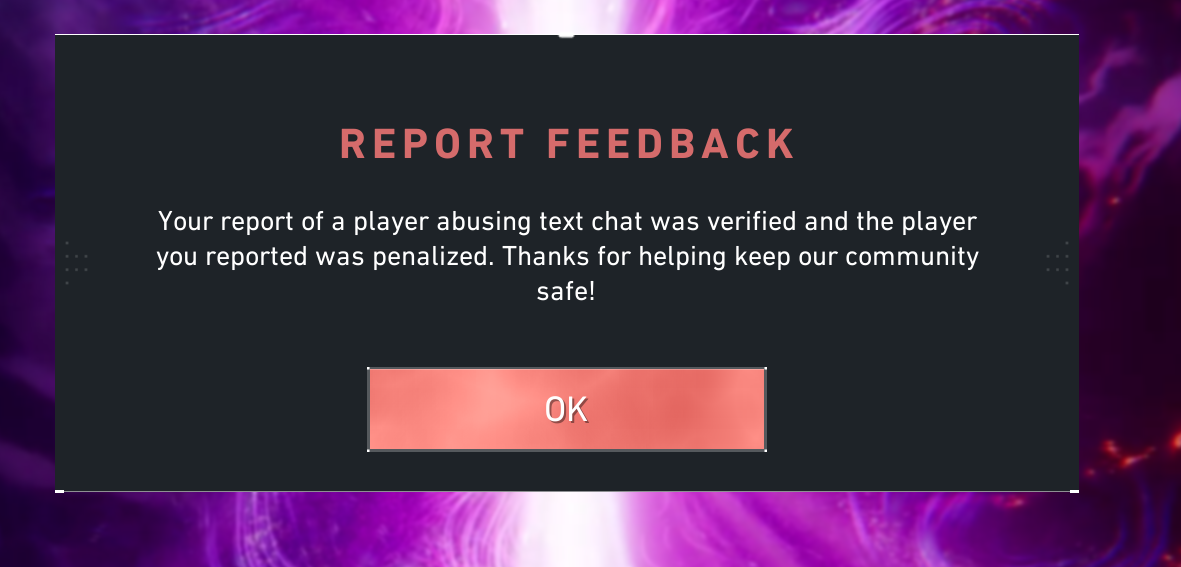 REPORT FEEDBACK
Your report of a player abusing text chat was verified and the player
you reported was penalized. Thanks for helping keep our community
safe!
OK